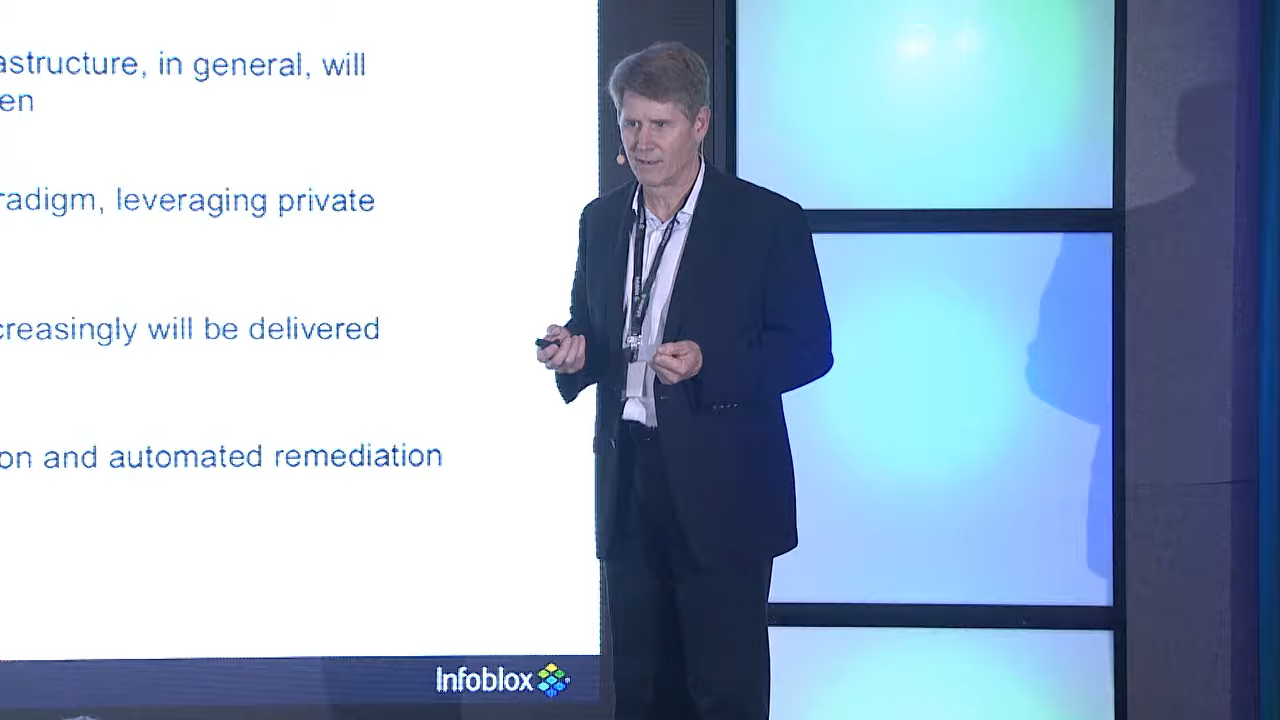 astructure, in general, will
en
radigm, leveraging private
creasingly will be delivered
on and automated remediation
Infoblox